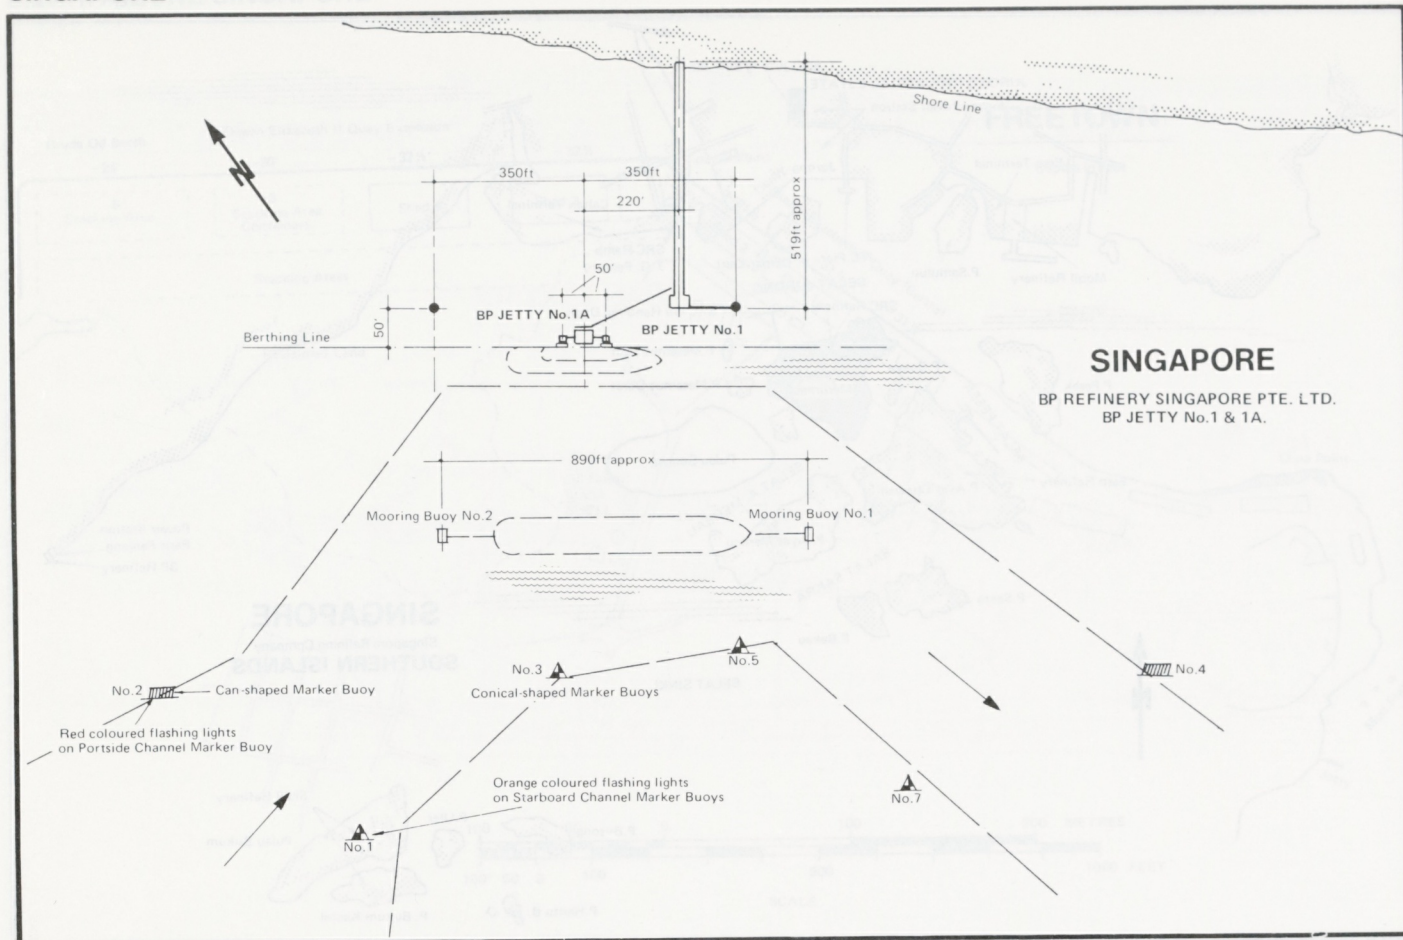 SINGAPORE
Shore Line
N
350ft
350ft
220'
519ft approx
50'
BP JETTY No.1A
BP JETTY No.1
50'
Berthing Line
SINGAPORE
BP REFINERY SINGAPORE PTE. LTD.
BP JETTY No.1 & 1A.
890ft approx
Mooring Buoy No.2
Mooring Buoy No.1
No.3
No.5
No.4
No.2
Can-shaped Marker Buoy
Conical-shaped Marker Buoys
Red coloured flashing lights
on Portside Channel Marker Buoy
Orange coloured flashing lights
on Starboard Channel Marker Buoys
No.7
No.1